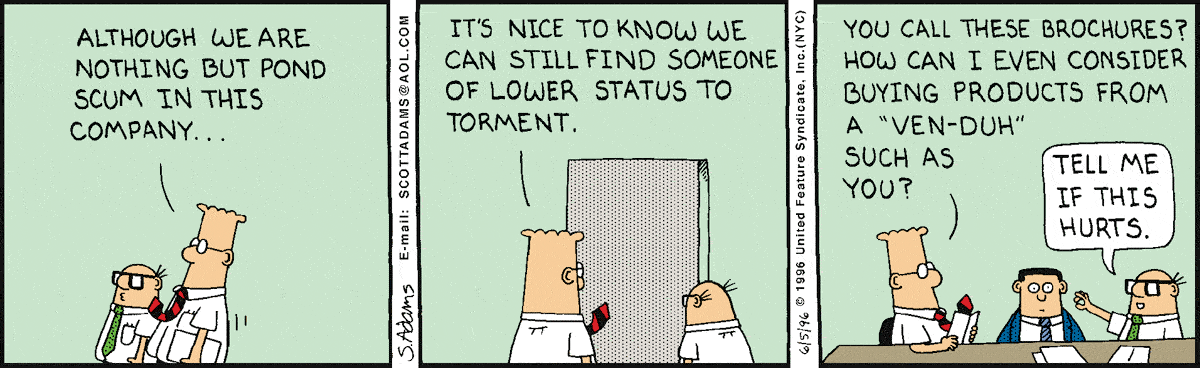 ALTHOUGH WE ARE
NOTHING BUT POND
SCUM IN THIS
COMPANY...
S.Adams
E-mail: SCOTTADAMS@AOL.COM
IT'S NICE TO KNOW WE
CAN STILL FIND SOMEONE
OF LOWER STATUS TO
TORMENT.
6/5/96 © 1996 United Feature Syndicate, Inc.(NYC)
YOU CALL THESE BROCHURES?
HOW CAN I EVEN CONSIDER
BUYING PRODUCTS FROM
A "VEN-DUH"
SUCH AS
YOU?
TELL ME
IF THIS
HURTS.